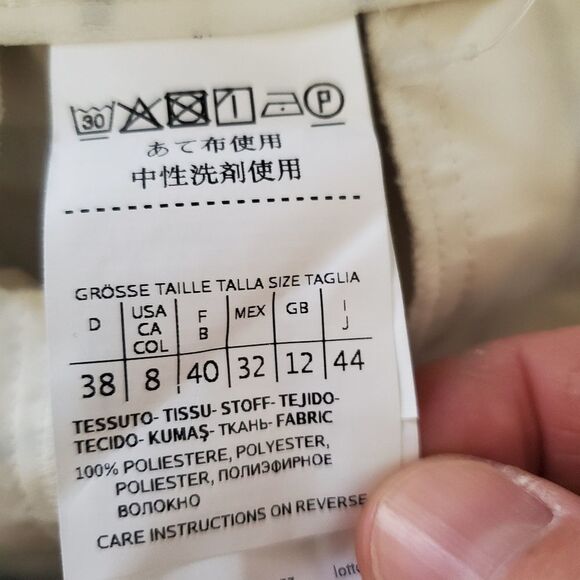 30 P
あて布使用
中性洗剤使用
GRÖSSE TAILLE TALLA SIZE TAGLIA
D USA CA COL F B MEX GB I J
38 8 40 32 12 44
TESSUTO- TISSU- STOFF- TEJIDO-
TECIDO- KUMAŞ- ТКАНЬ- FABRIC
100% POLIESTERE, POLYESTER,
POLIESTER, ПОЛИЭФИРНОЕ
ВОЛОКНО
CARE INSTRUCTIONS ON REVERSE